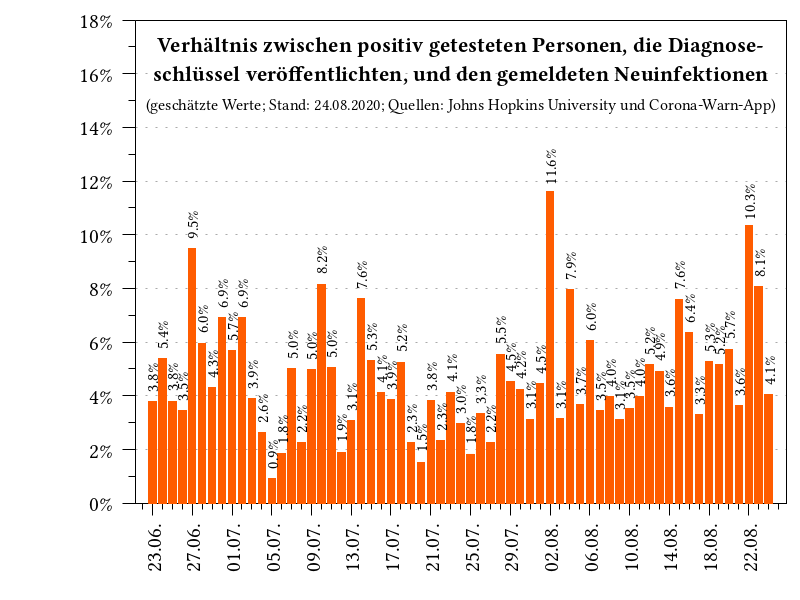 Verhältnis zwischen positiv getesteten Personen, die Diagnose-
schlüssel veröffentlichten, und den gemeldeten Neuinfektionen
(geschätzte Werte; Stand: 24.08.2020; Quellen: Johns Hopkins University und Corona-Warn-App)
18%
16%
14%
12%
10%
8%
6%
4%
2%
0%
3.8% 5.4% 3.8% 3.5% 9.5% 6.0% 4.3% 6.9% 5.7% 6.9% 3.9% 2.6% 0.9% 1.8% 5.0% 2.2% 5.0% 8.2% 5.0% 1.9% 3.1% 7.6% 5.3% 4.1% 3.9% 5.2% 2.3% 1.5% 3.8% 2.3% 4.1% 3.0% 1.8% 3.3% 2.2% 5.5% 4.5% 4.2% 3.1% 4.5% 11.6% 3.1% 7.9% 3.7% 6.0% 3.5% 4.0% 3.1% 3.5% 4.0% 5.2% 4.9% 3.6% 7.6% 6.4% 3.3% 5.3% 5.2% 5.7% 3.6% 10.3% 8.1% 4.1%
23.06. 27.06. 01.07. 05.07. 09.07. 13.07. 17.07. 21.07. 25.07. 29.07. 02.08. 06.08. 10.08. 14.08. 18.08. 22.08.